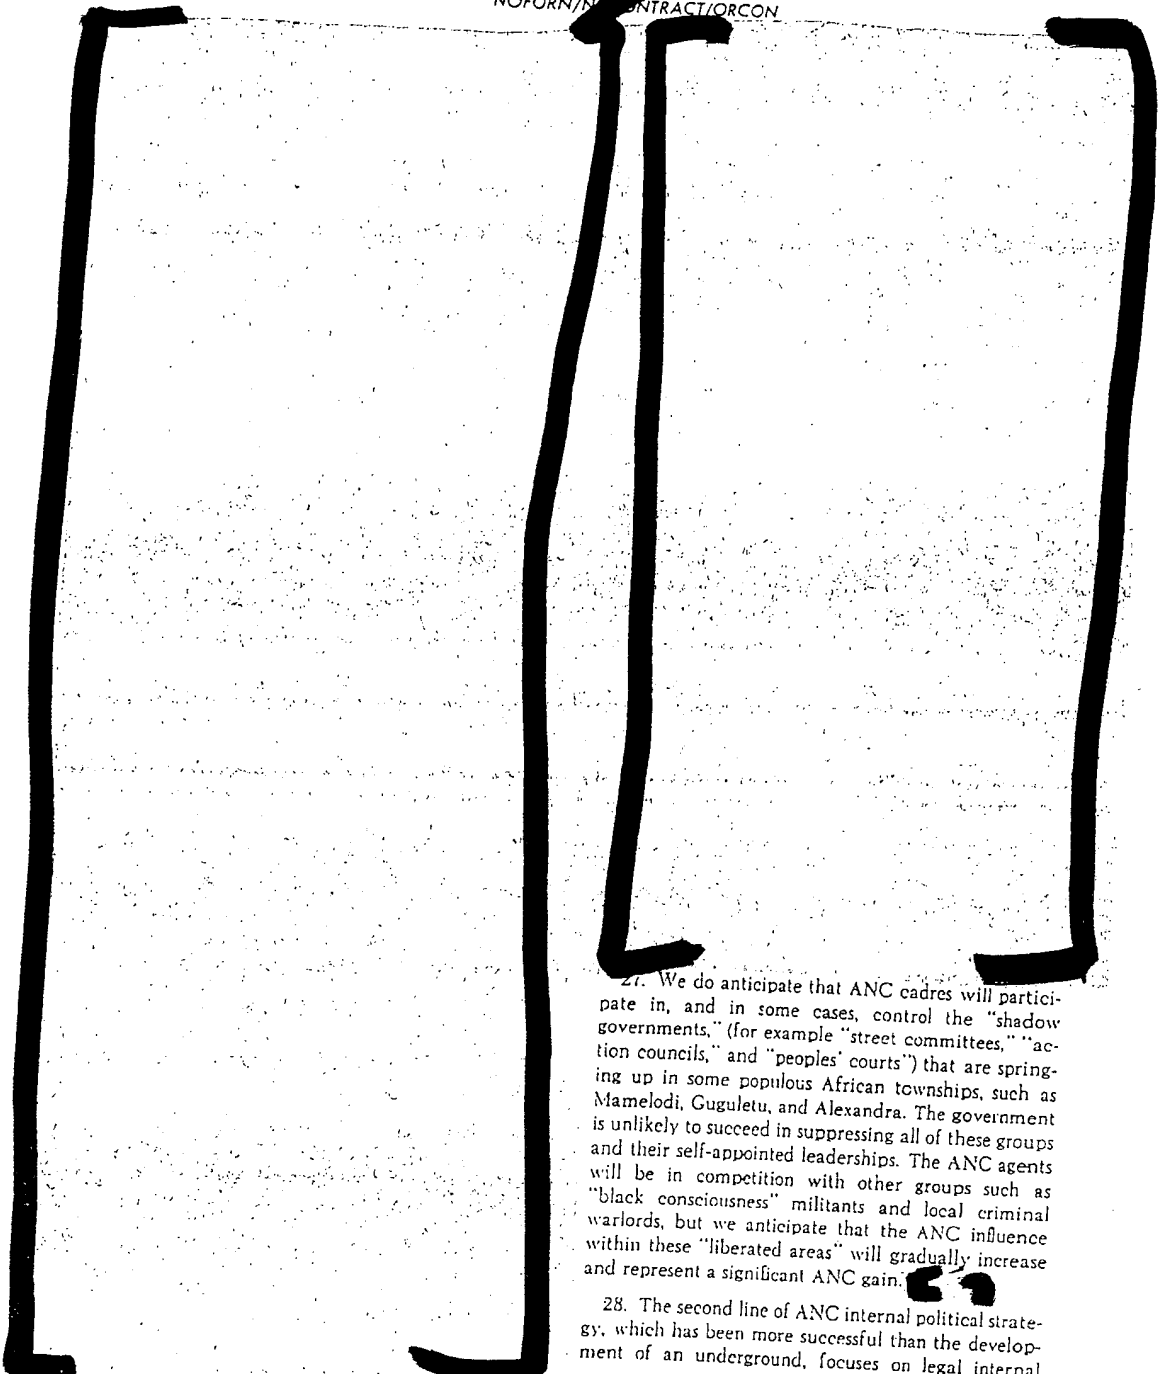 NOFORN/N ONTRACT/ORCON
27. We do anticipate that ANC cadres will partici-
pate in, and in some cases, control the "shadow
governments," (for example "street committees," "ac-
tion councils," and "peoples' courts") that are spring-
ing up in some populous African townships, such as
Mamelodi, Guguletu, and Alexandra. The government
is unlikely to succeed in suppressing all of these groups
and their self-appointed leaderships. The ANC agents
will be in competition with other groups such as
"black consciousness" militants and local criminal
warlords, but we anticipate that the ANC influence
within these "liberated areas" will gradually increase
and represent a significant ANC gain.
28. The second line of ANC internal political strate-
gy, which has been more successful than the develop-
ment of an underground, focuses on legal internal